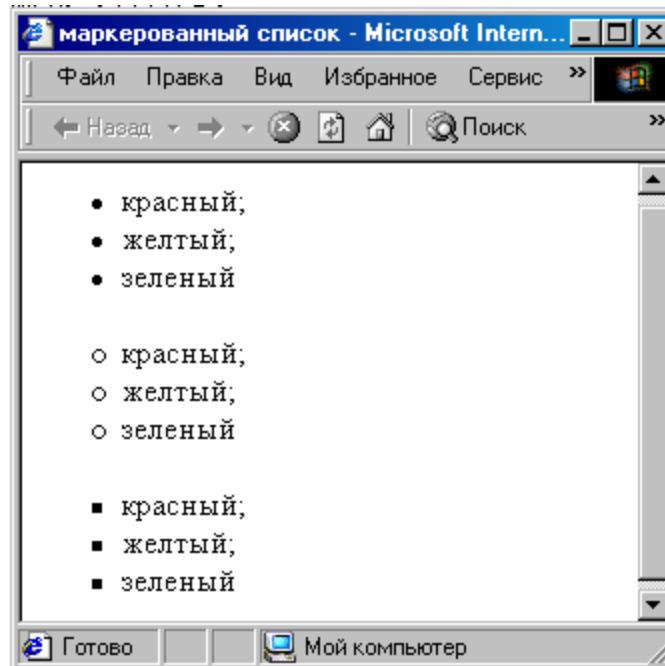 маркерованный список - Microsoft Intern...
Файл Правка Вид Избранное Сервис »
Назад Поиск »
• красный;
• желтый;
• зеленый
○ красный;
○ желтый;
○ зеленый
▪ красный;
▪ желтый;
▪ зеленый
Готово Мой компьютер